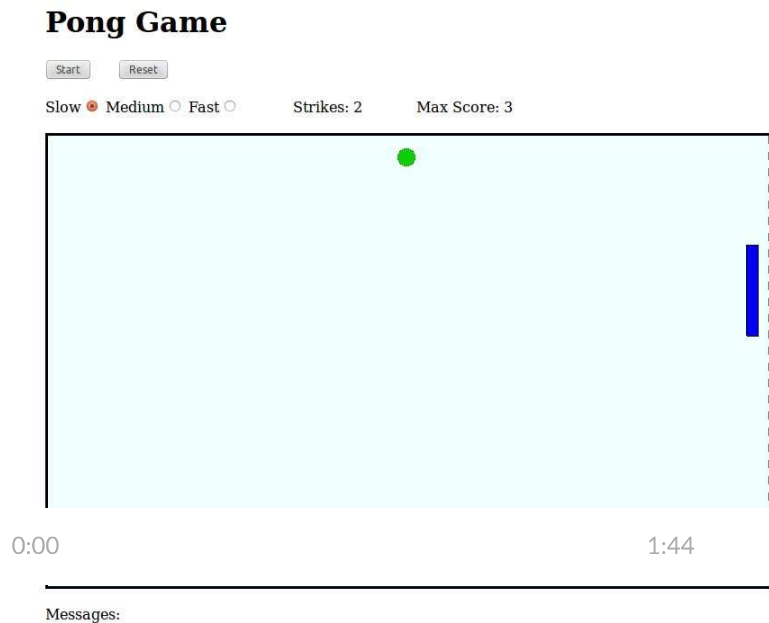 Pong Game
Start Reset
Slow Medium Fast Strikes: 2 Max Score: 3
0:00 1:44
Messages: